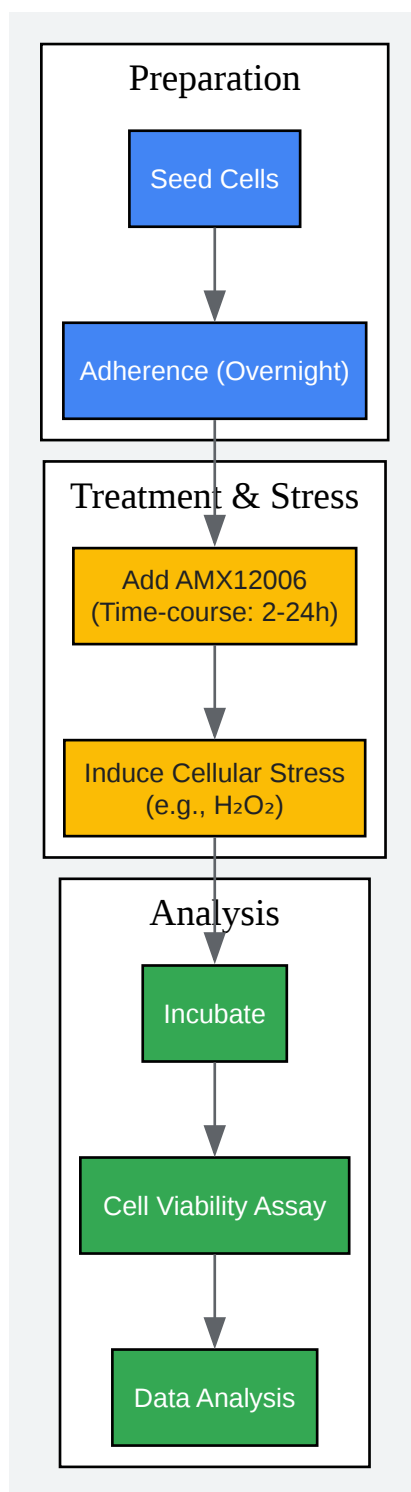 Preparation
Seed Cells
Adherence (Overnight)
Treatment & Stress
Add AMX12006
(Time-course: 2-24h)
Induce Cellular Stress
(e.g., H₂O₂)
Analysis
Incubate
Cell Viability Assay
Data Analysis